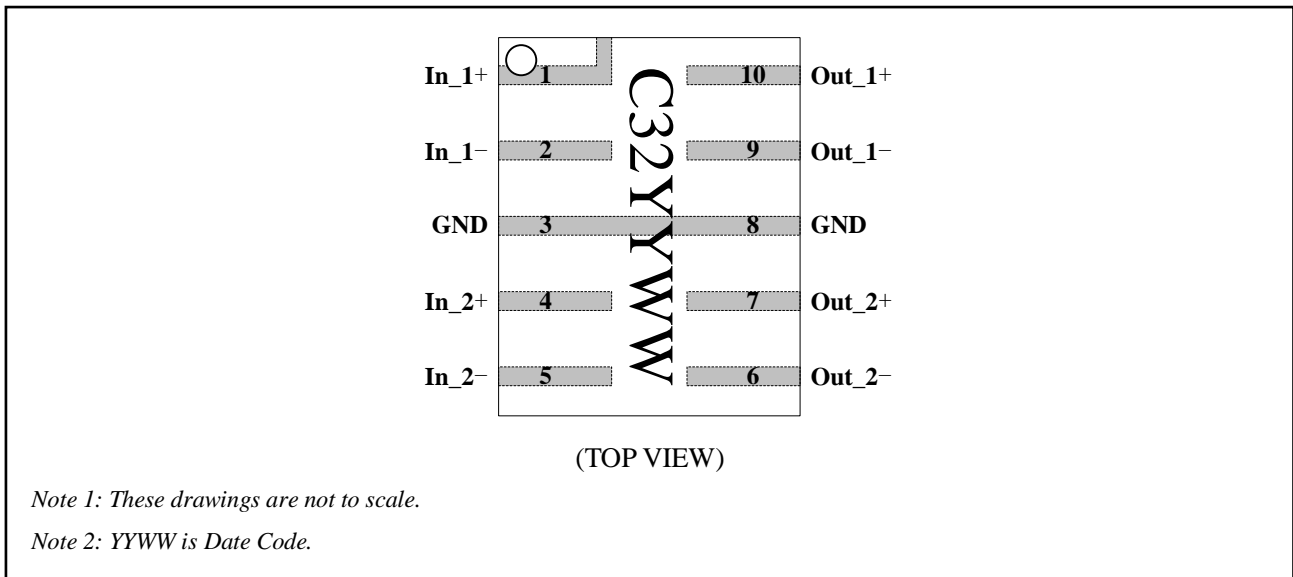 In_1+ 1 10 Out_1+
In_1− 2 9 Out_1−
GND 3 8 GND
In_2+ 4 7 Out_2+
In_2− 5 6 Out_2−
C32YYWW
(TOP VIEW)
Note 1: These drawings are not to scale.
Note 2: YYWW is Date Code.